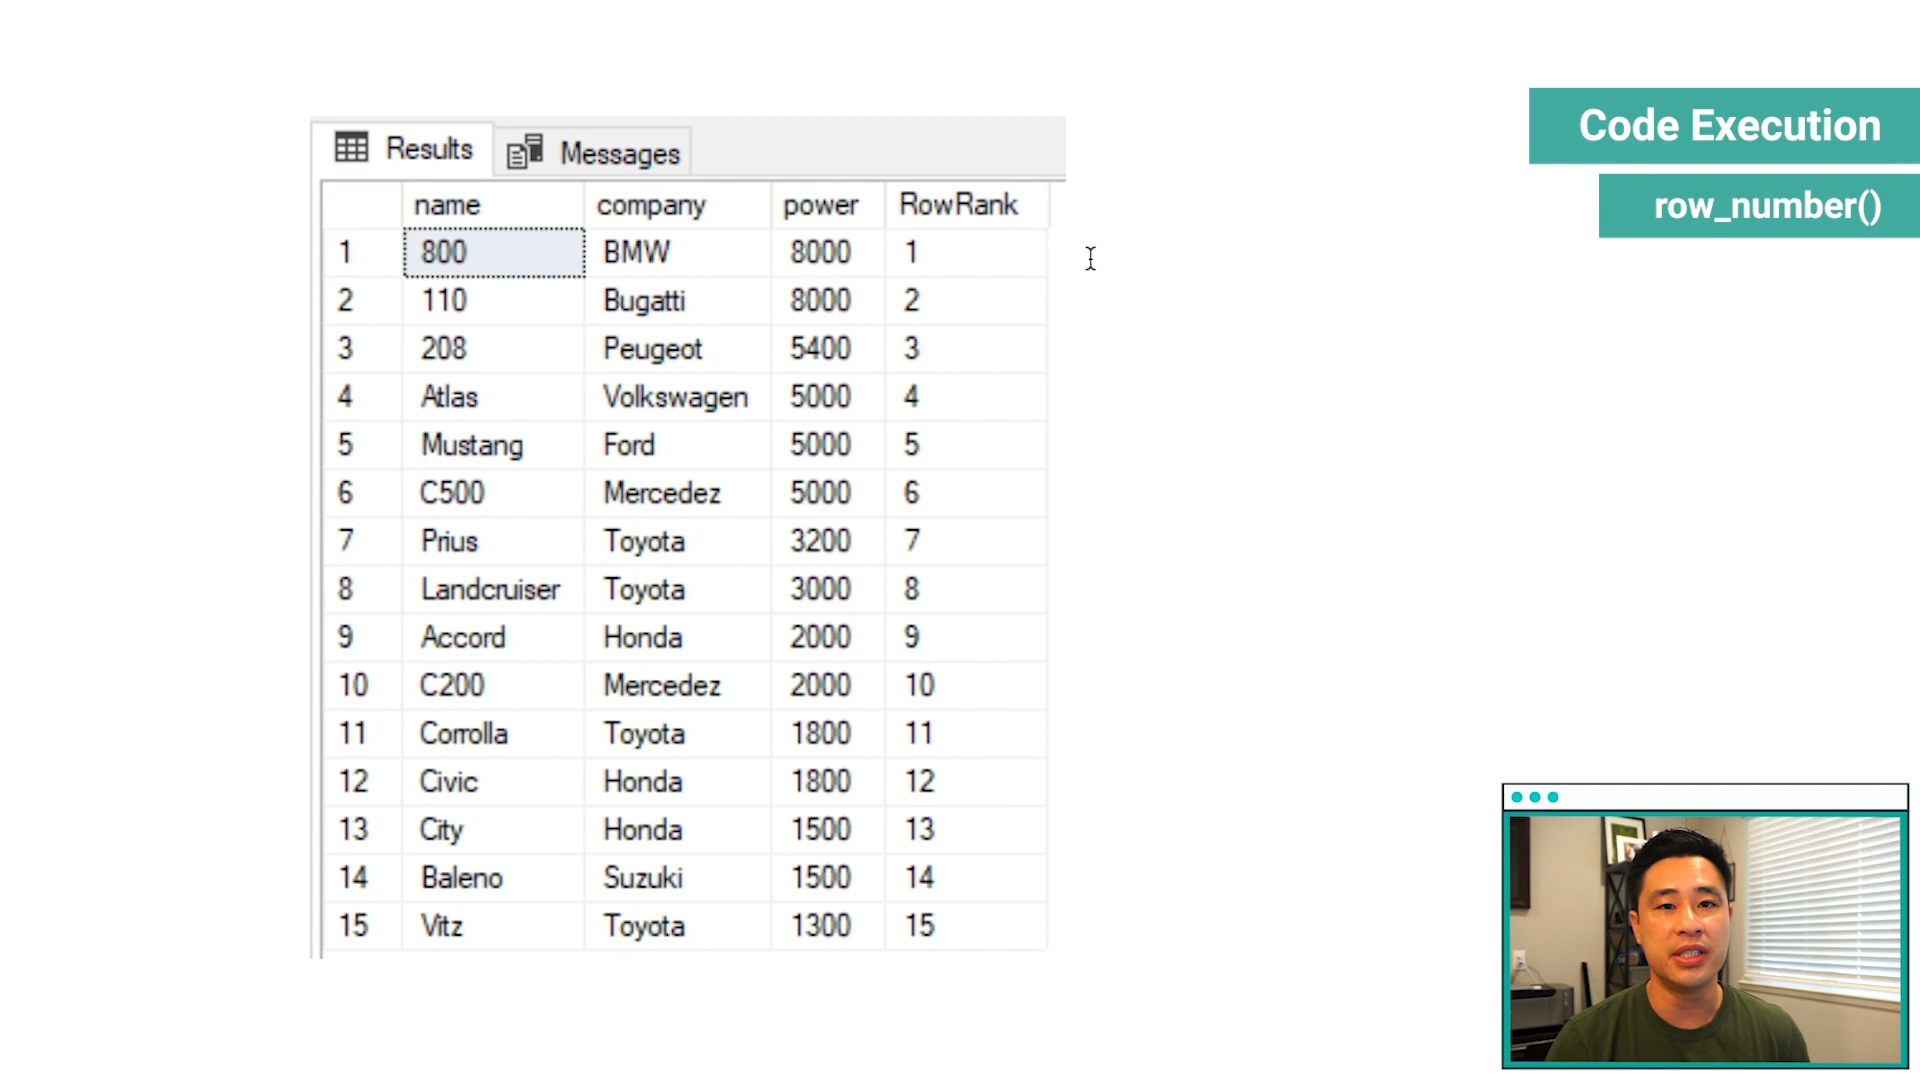 Code Execution
row_number()
Results Messages
name company power RowRank
1 800 BMW 8000 1
2 110 Bugatti 8000 2
3 208 Peugeot 5400 3
4 Atlas Volkswagen 5000 4
5 Mustang Ford 5000 5
6 C500 Mercedez 5000 6
7 Prius Toyota 3200 7
8 Landcruiser Toyota 3000 8
9 Accord Honda 2000 9
10 C200 Mercedez 2000 10
11 Corrolla Toyota 1800 11
12 Civic Honda 1800 12
13 City Honda 1500 13
14 Baleno Suzuki 1500 14
15 Vitz Toyota 1300 15